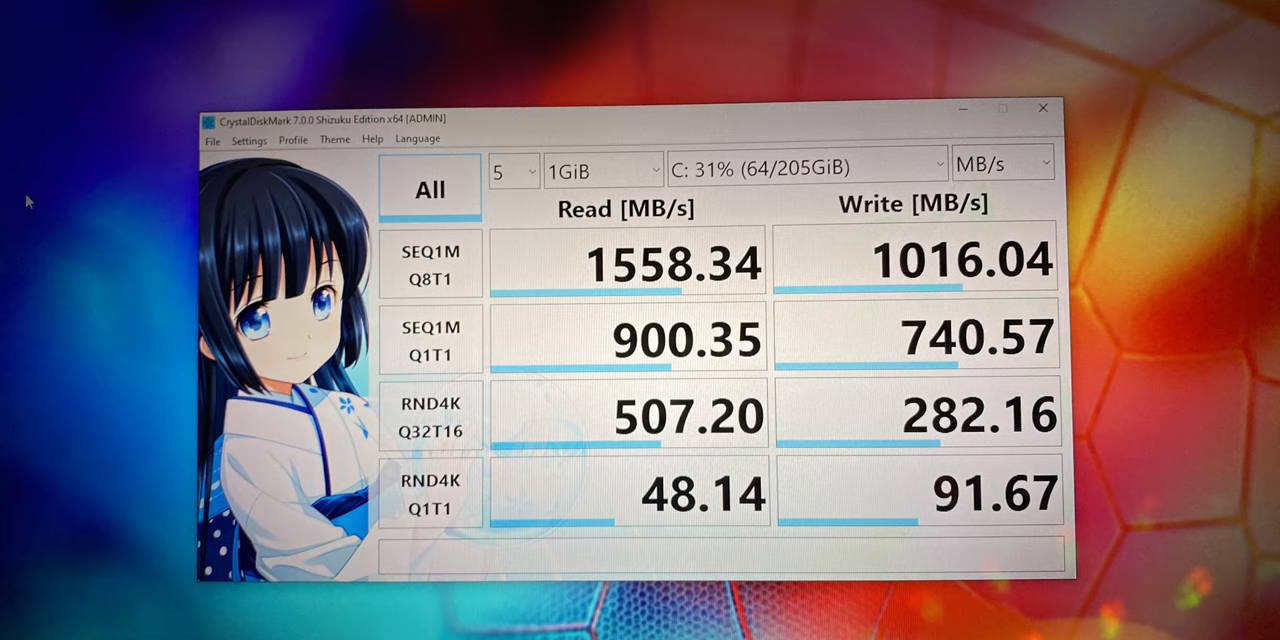 CrystalDiskMark 7.0.0 Shizuku Edition x64 [ADMIN]
File Settings Profile Theme Help Language
All
5 1GiB C: 31% (64/205GiB) MB/s
Read [MB/s] Write [MB/s]
SEQ1M
Q8T1
1558.34 1016.04
SEQ1M
Q1T1
900.35 740.57
RND4K
Q32T16
507.20 282.16
RND4K
Q1T1
48.14 91.67